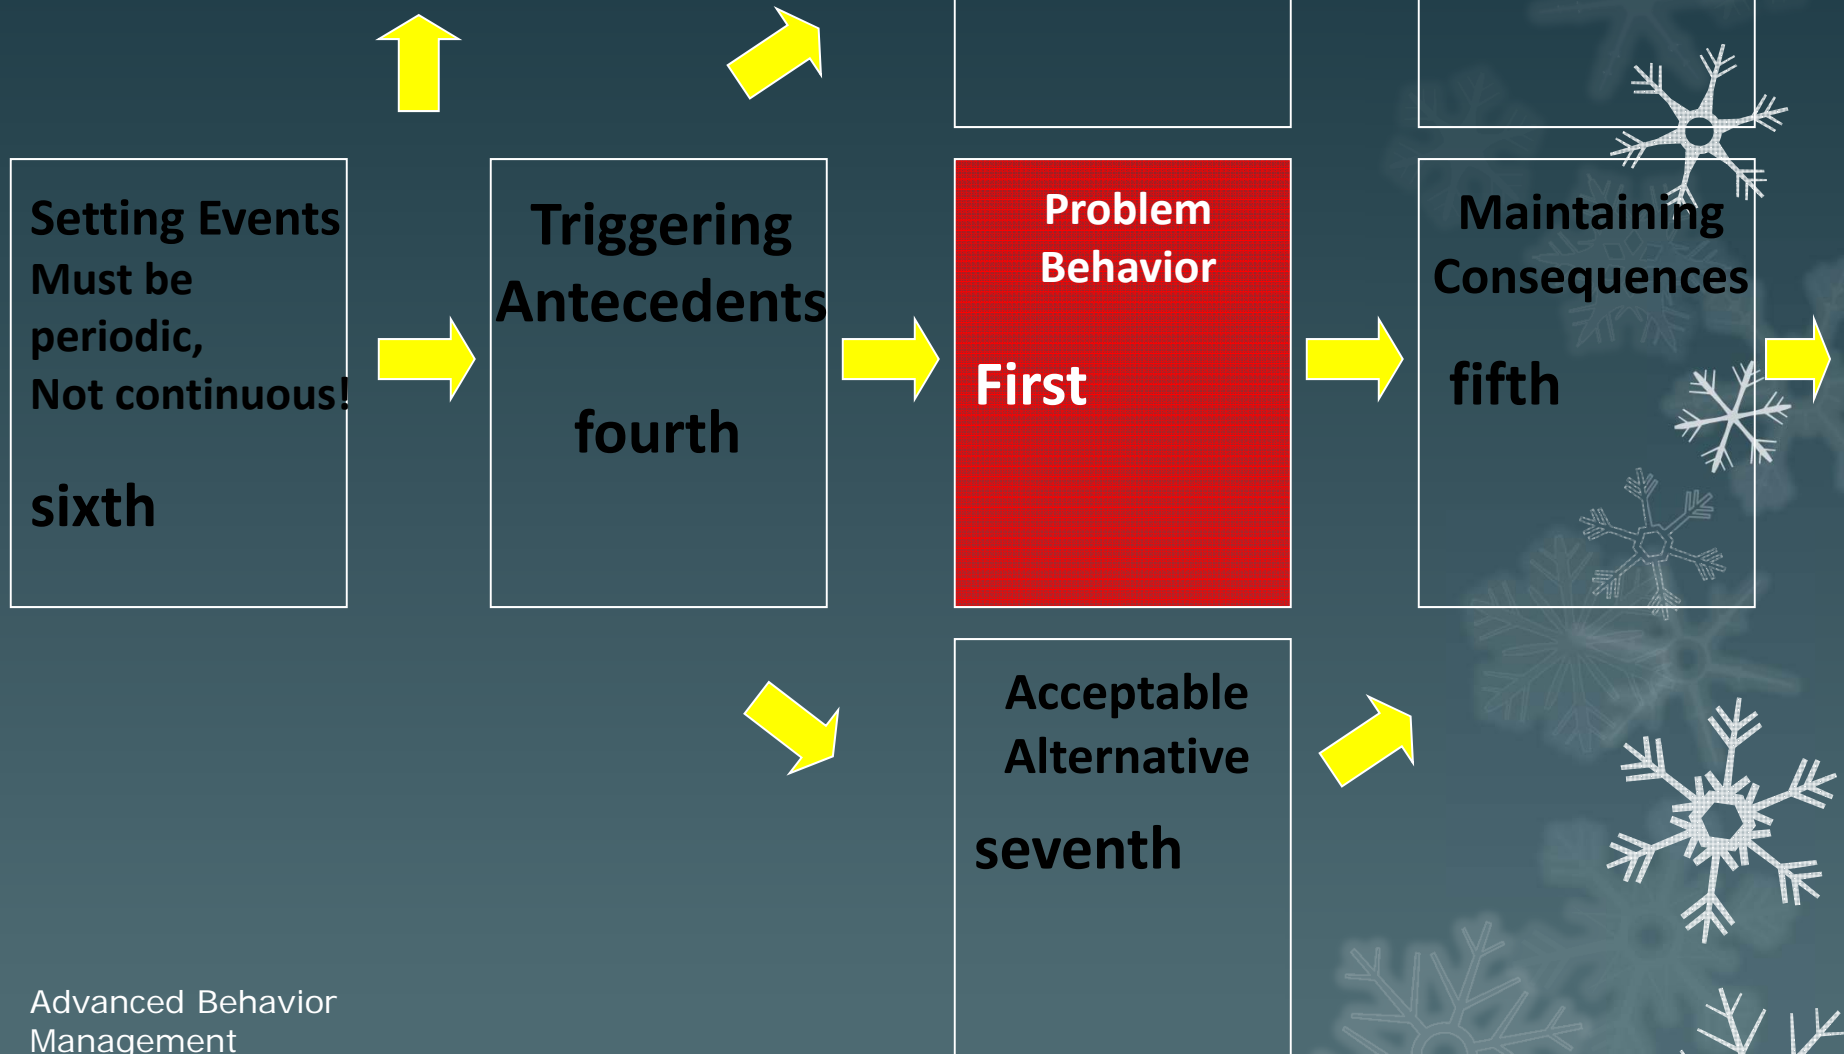 Setting Events
Must be
periodic,
Not continuous!
sixth
Triggering
Antecedents
fourth
Problem
Behavior
First
Maintaining
Consequences
fifth
Acceptable
Alternative
seventh
Advanced Behavior
Management